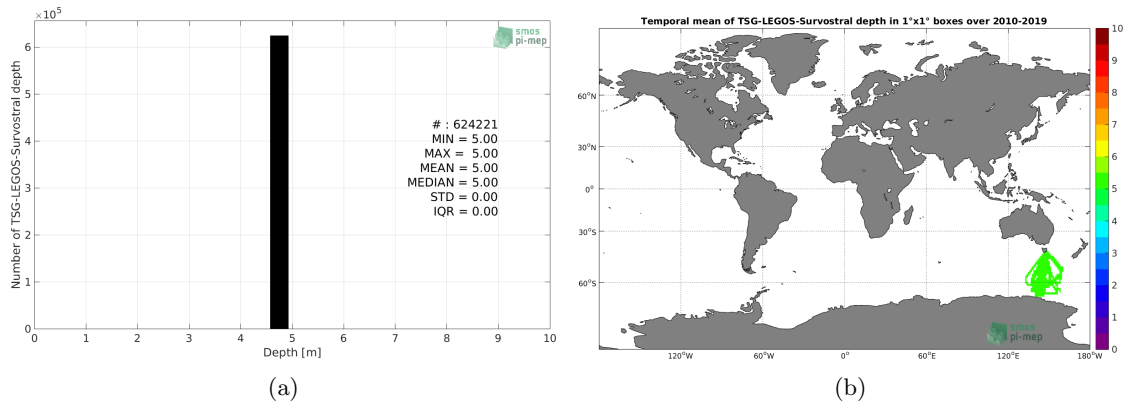 ×10⁵
6
5
4
3
2
1
0
Number of TSG-LEGOS-Survostral depth
smos
pi-mep
# : 624221
MIN = 5.00
MAX = 5.00
MEAN = 5.00
MEDIAN = 5.00
STD = 0.00
IQR = 0.00
0 1 2 3 4 5 6 7 8 9 10
Depth [m]
(a)
Temporal mean of TSG-LEGOS-Survostral depth in 1°x1° boxes over 2010-2019
60°N
30°N
0°
30°S
60°S
120°W 60°W 0° 60°E 120°E 180°W
smos
pi-mep
10
9
8
7
6
5
4
3
2
1
0
(b)